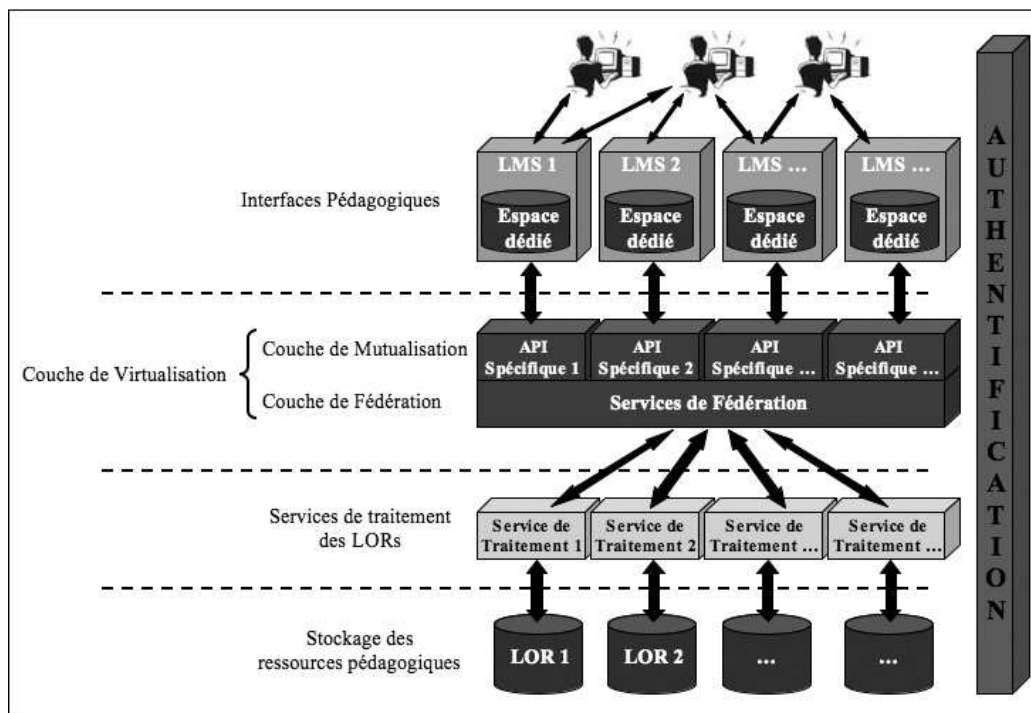 LMS 1
LMS 2
LMS ...
LMS ...
Interfaces Pédagogiques
Espace
dédié
Espace
dédié
Espace
dédié
Espace
dédié
Couche de Virtualisation
Couche de Mutualisation
API
Spécifique 1
API
Spécifique 2
API
Spécifique ...
API
Spécifique ...
Couche de Fédération
Services de Fédération
Services de traitement
des LORs
Service de
Traitement 1
Service de
Traitement 2
Service de
Traitement ...
Service de
Traitement ...
Stockage des
ressources pédagogiques
LOR 1
LOR 2
...
...
AUTHENTIFICATION